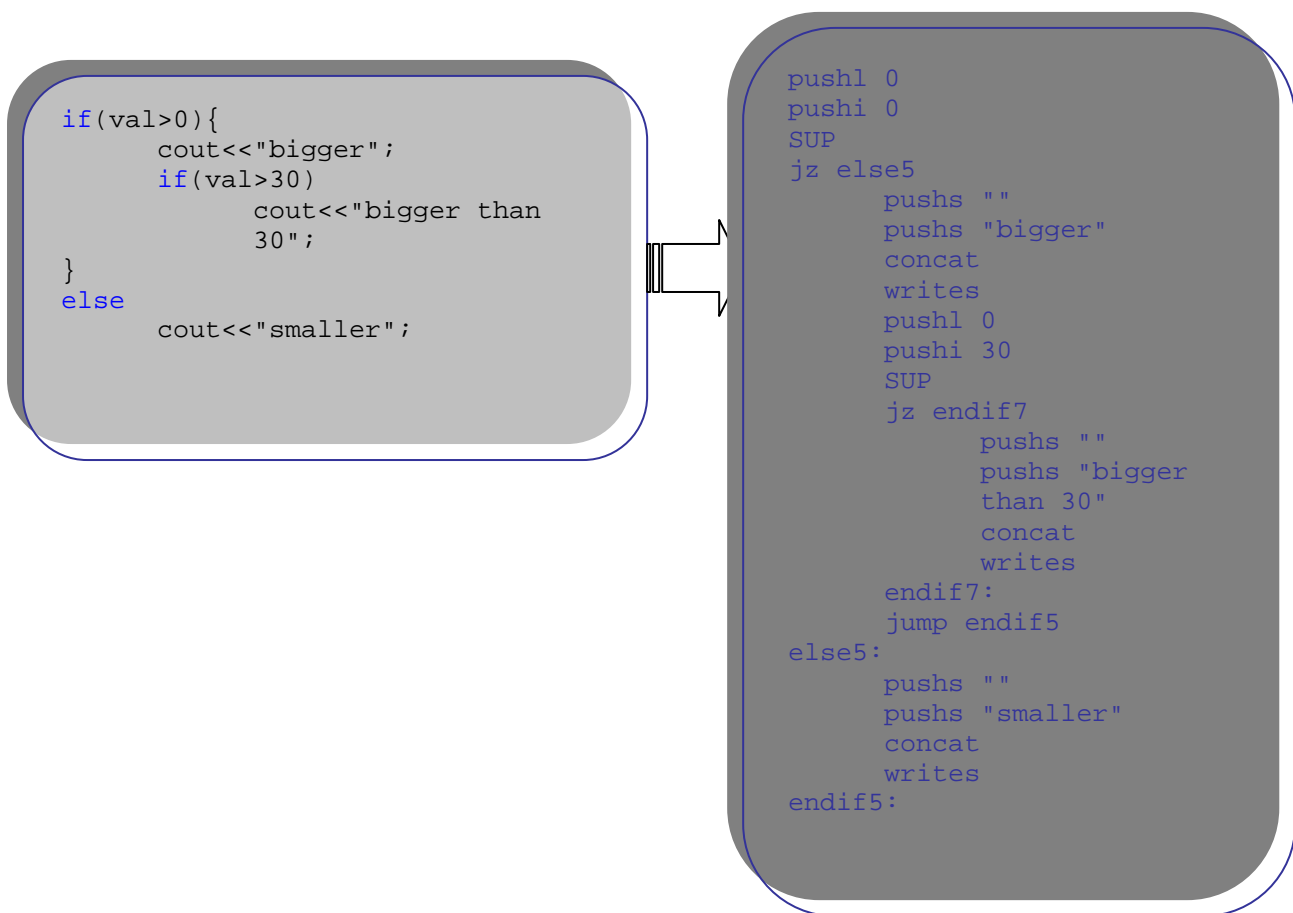 if(val>0){
cout<<"bigger";
if(val>30)
cout<<"bigger than
30";
}
else
cout<<"smaller";
pushl 0
pushi 0
SUP
jz else5
pushs ""
pushs "bigger"
concat
writes
pushl 0
pushi 30
SUP
jz endif7
pushs ""
pushs "bigger
than 30"
concat
writes
endif7:
jump endif5
else5:
pushs ""
pushs "smaller"
concat
writes
endif5: